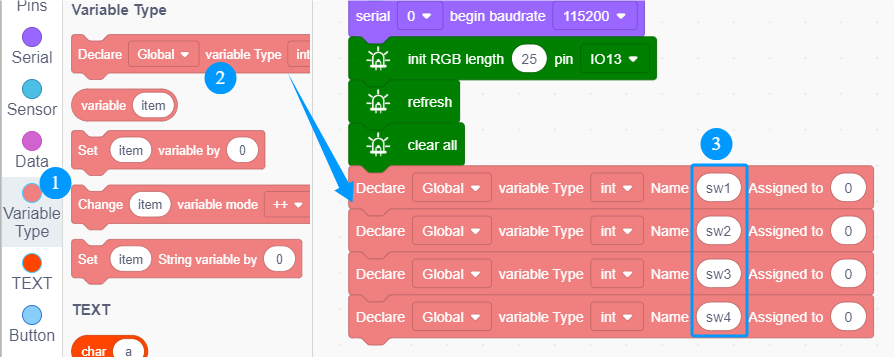 Pins
Serial
Sensor
Data
1
Variable
Type
TEXT
Button
Variable Type
Declare Global variable Type int
2
variable item
Set item variable by 0
Change item variable mode ++
Set item String variable by 0
TEXT
char a
serial 0 begin baudrate 115200
init RGB length 25 pin IO13
refresh
clear all
3
Declare Global variable Type int Name sw1 Assigned to 0
Declare Global variable Type int Name sw2 Assigned to 0
Declare Global variable Type int Name sw3 Assigned to 0
Declare Global variable Type int Name sw4 Assigned to 0